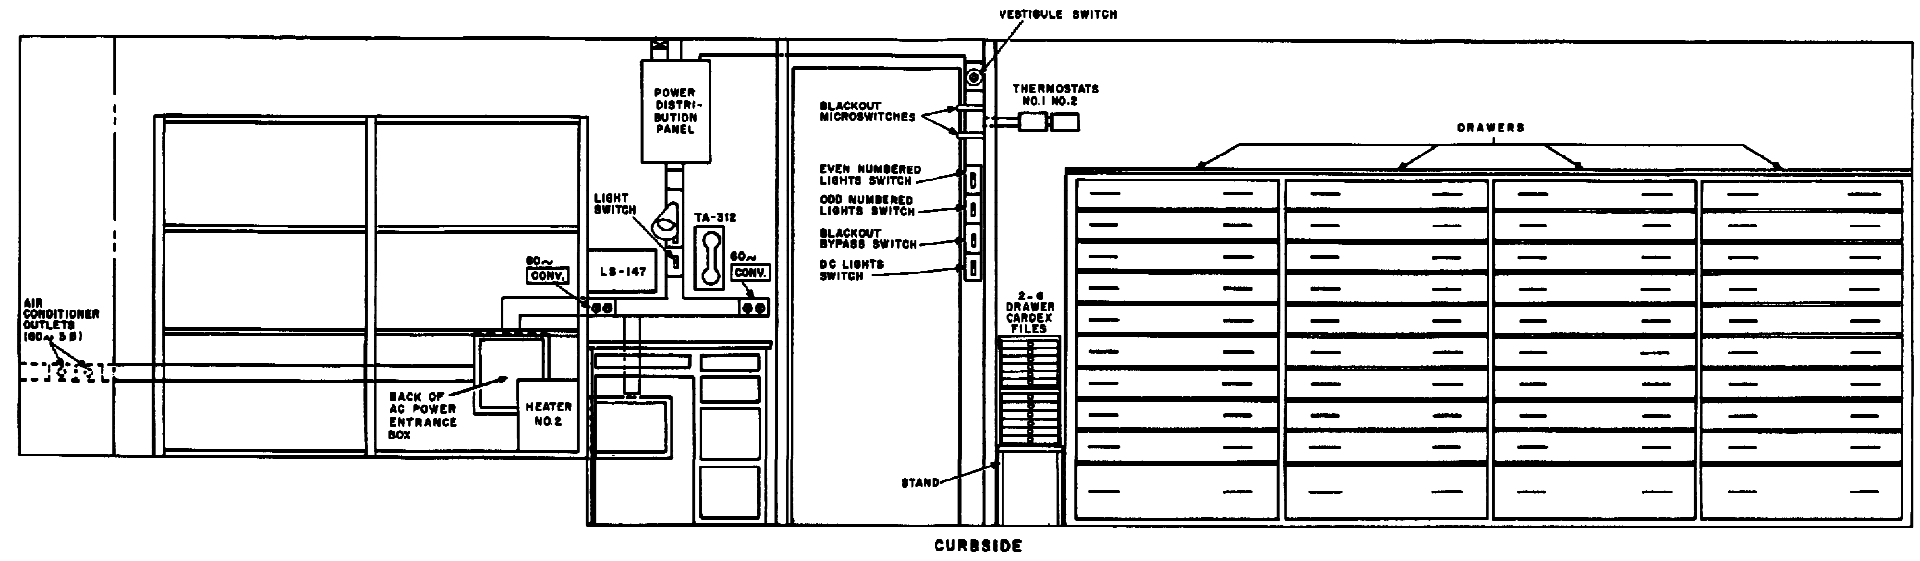 VESTIBULE SWITCH
POWER
DISTRI-
BUTION
PANEL
THERMOSTATS
NO.1 NO.2
BLACKOUT
MICROSWITCHES
DRAWERS
EVEN NUMBERED
LIGHTS SWITCH
LIGHT
SWITCH
ODD NUMBERED
LIGHTS SWITCH
TA-312
BLACKOUT
BYPASS SWITCH
60~
CONV.
LS-147
60~
CONV.
DC LIGHTS
SWITCH
AIR
CONDITIONER
OUTLETS
(60~ 3Ø)
2-6
DRAWER
CARDEX
FILES
BACK OF
AC POWER
ENTRANCE
BOX
HEATER
NO.2
STAND
CURBSIDE